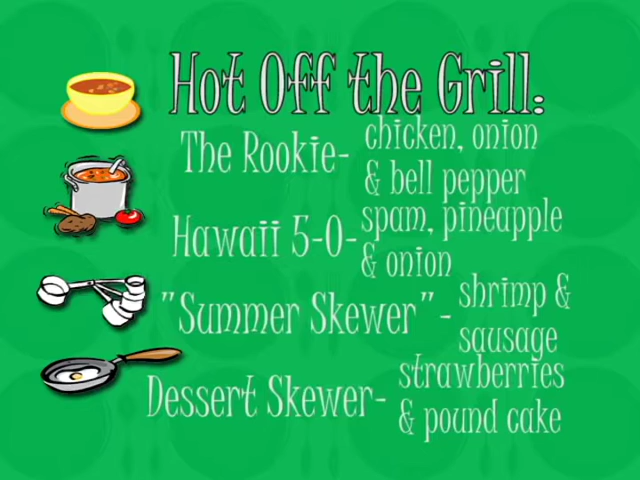 Hot Off the Grill:
The Rookie- chicken, onion
& bell pepper
Hawaii 5-0- spam, pineapple
& onion
"Summer Skewer"- shrimp &
sausage
Dessert Skewer- strawberries
& pound cake